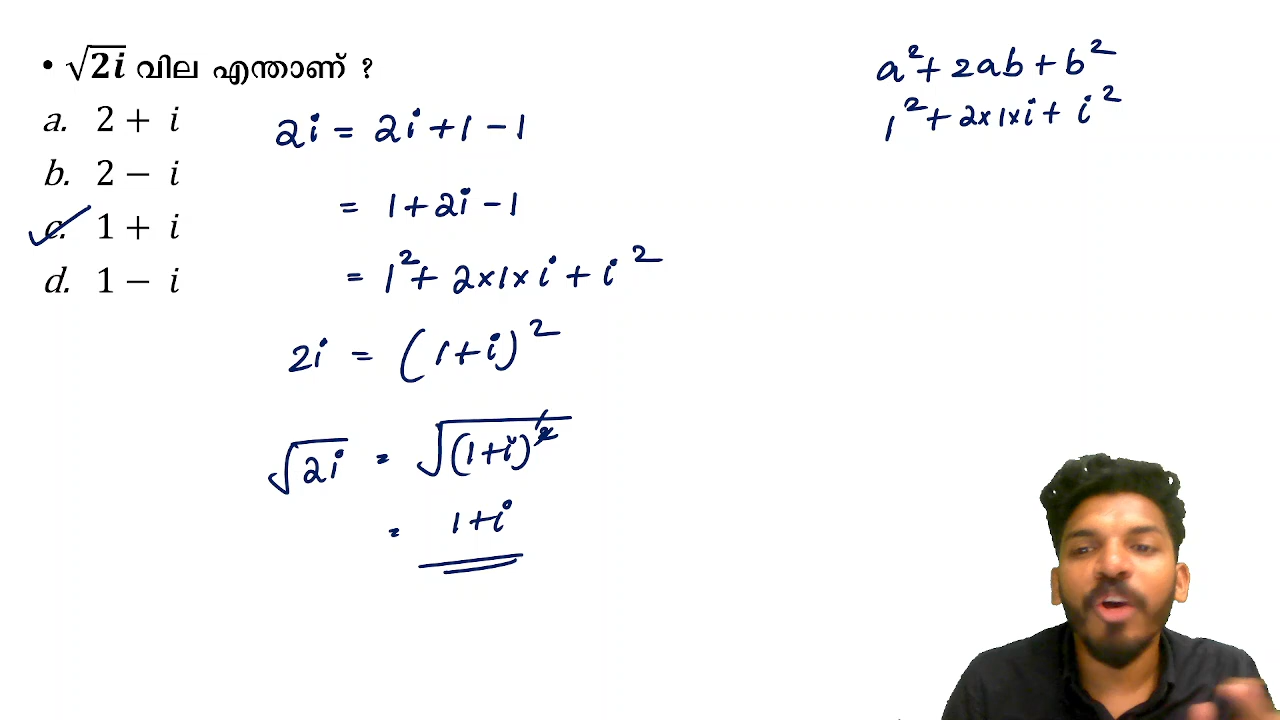 • √2i വില എന്താണ് ?
a. 2 + i
b. 2 − i
c. 1 + i
d. 1 − i
2i = 2i + 1 − 1
= 1 + 2i − 1
= 1² + 2×1×i + i²
2i = (1+i)²
√2i = √(1+i)²
= 1+i
a² + 2ab + b²
1² + 2×1×i + i²